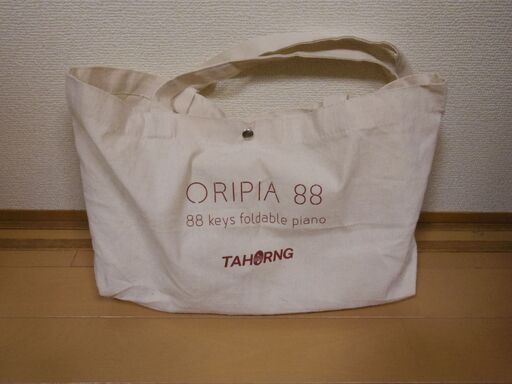 ORIPIA 88
88 keys foldable piano
TAHORNG